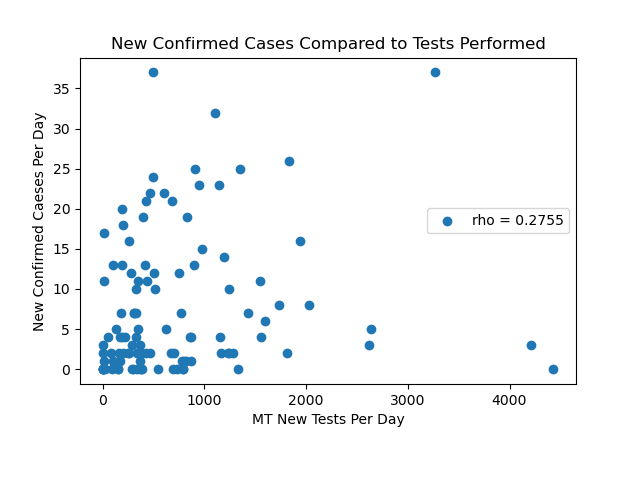 New Confirmed Cases Compared to Tests Performed
35
30
25
20
15
10
5
0
New Confirmed Caeses Per Day
rho = 0.2755
0 1000 2000 3000 4000
MT New Tests Per Day